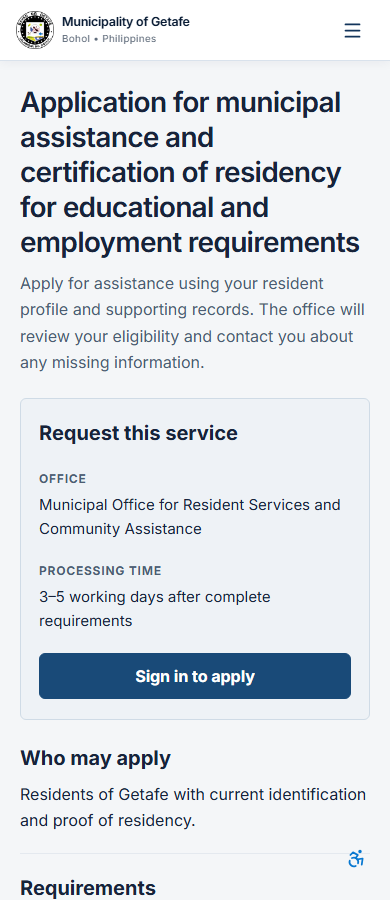 Municipality of Getafe
Bohol • Philippines
Application for municipal
assistance and
certification of residency
for educational and
employment requirements
Apply for assistance using your resident
profile and supporting records. The office will
review your eligibility and contact you about
any missing information.
Request this service
OFFICE
Municipal Office for Resident Services and
Community Assistance
PROCESSING TIME
3–5 working days after complete
requirements
Sign in to apply
Who may apply
Residents of Getafe with current identification
and proof of residency.
Requirements